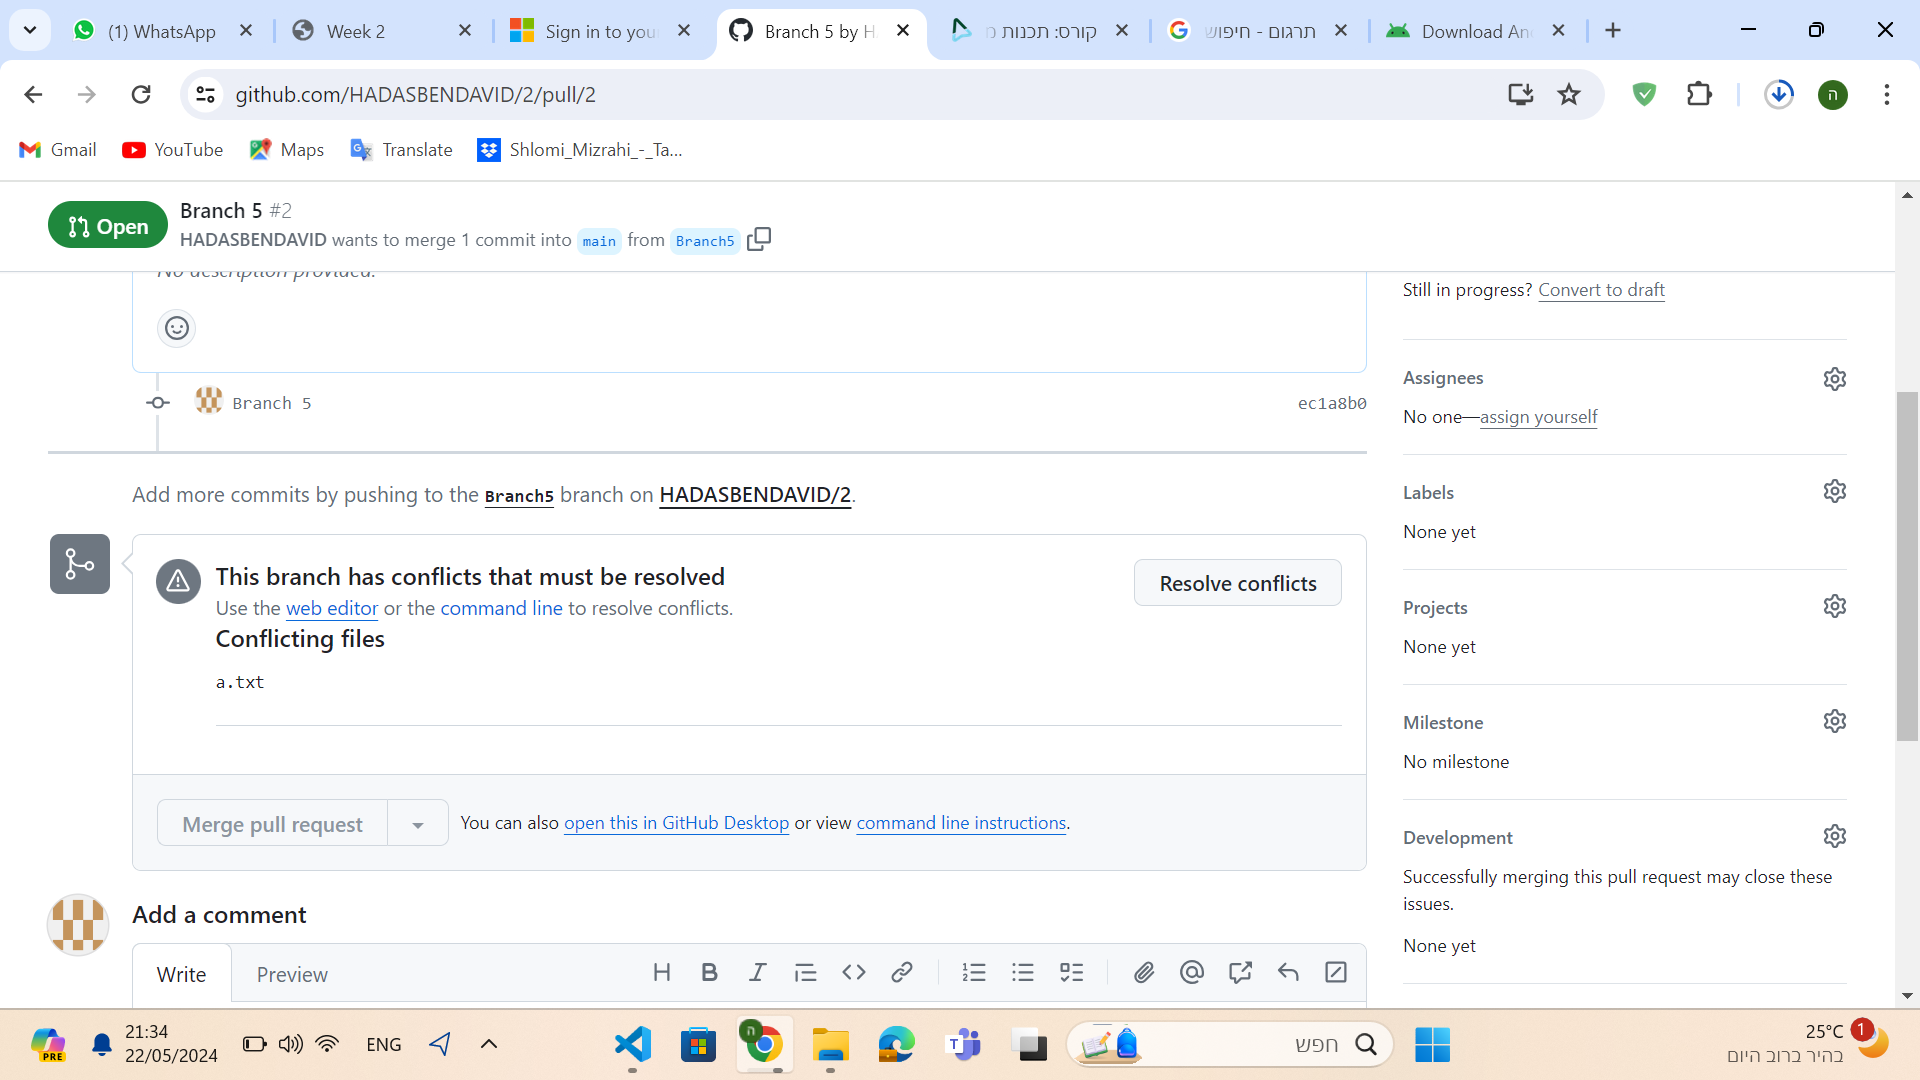 (1) WhatsApp
Week 2
Sign in to you
Branch 5 by H
קורס: תכנות מ
תרגום - חיפוש
Download An
github.com/HADASBENDAVID/2/pull/2
ה
Gmail
YouTube
Maps
Translate
Shlomi_Mizrahi_-_Ta...
Open
Branch 5 #2
HADASBENDAVID wants to merge 1 commit into main from Branch5
No description provided.
Still in progress? Convert to draft
Branch 5
ec1a8b0
Assignees
No one—assign yourself
Add more commits by pushing to the Branch5 branch on HADASBENDAVID/2.
Labels
None yet
This branch has conflicts that must be resolved
Use the web editor or the command line to resolve conflicts.
Resolve conflicts
Conflicting files
a.txt
Projects
None yet
Milestone
No milestone
Merge pull request
You can also open this in GitHub Desktop or view command line instructions.
Development
Successfully merging this pull request may close these
issues.
None yet
Add a comment
Write
Preview
PRE
21:34
22/05/2024
ENG
ה
חפש
25°C
בהיר ברוב היום
1